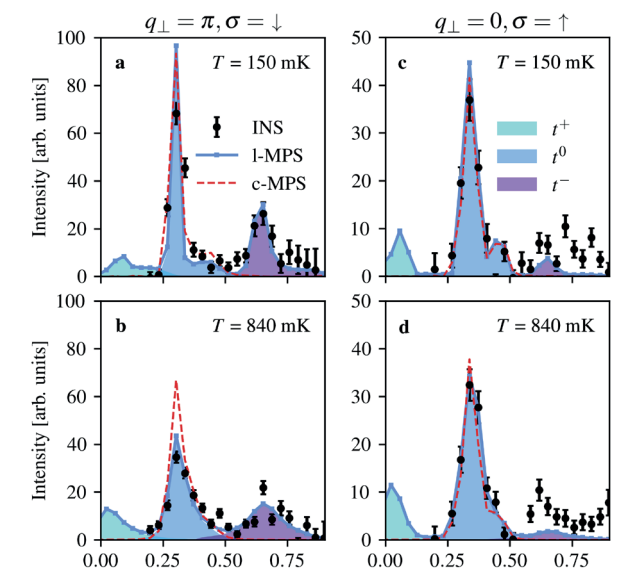 q⊥ = π, σ = ↓
q⊥ = 0, σ = ↑
100
80
60
40
20
0
Intensity [arb. units]
a
T = 150 mK
INS
l-MPS
c-MPS
50
40
30
20
10
0
c
T = 150 mK
t⁺
t⁰
t⁻
100
80
60
40
20
0
Intensity [arb. units]
b
T = 840 mK
0.00 0.25 0.50 0.75
50
40
30
20
10
0
d
T = 840 mK
0.00 0.25 0.50 0.75